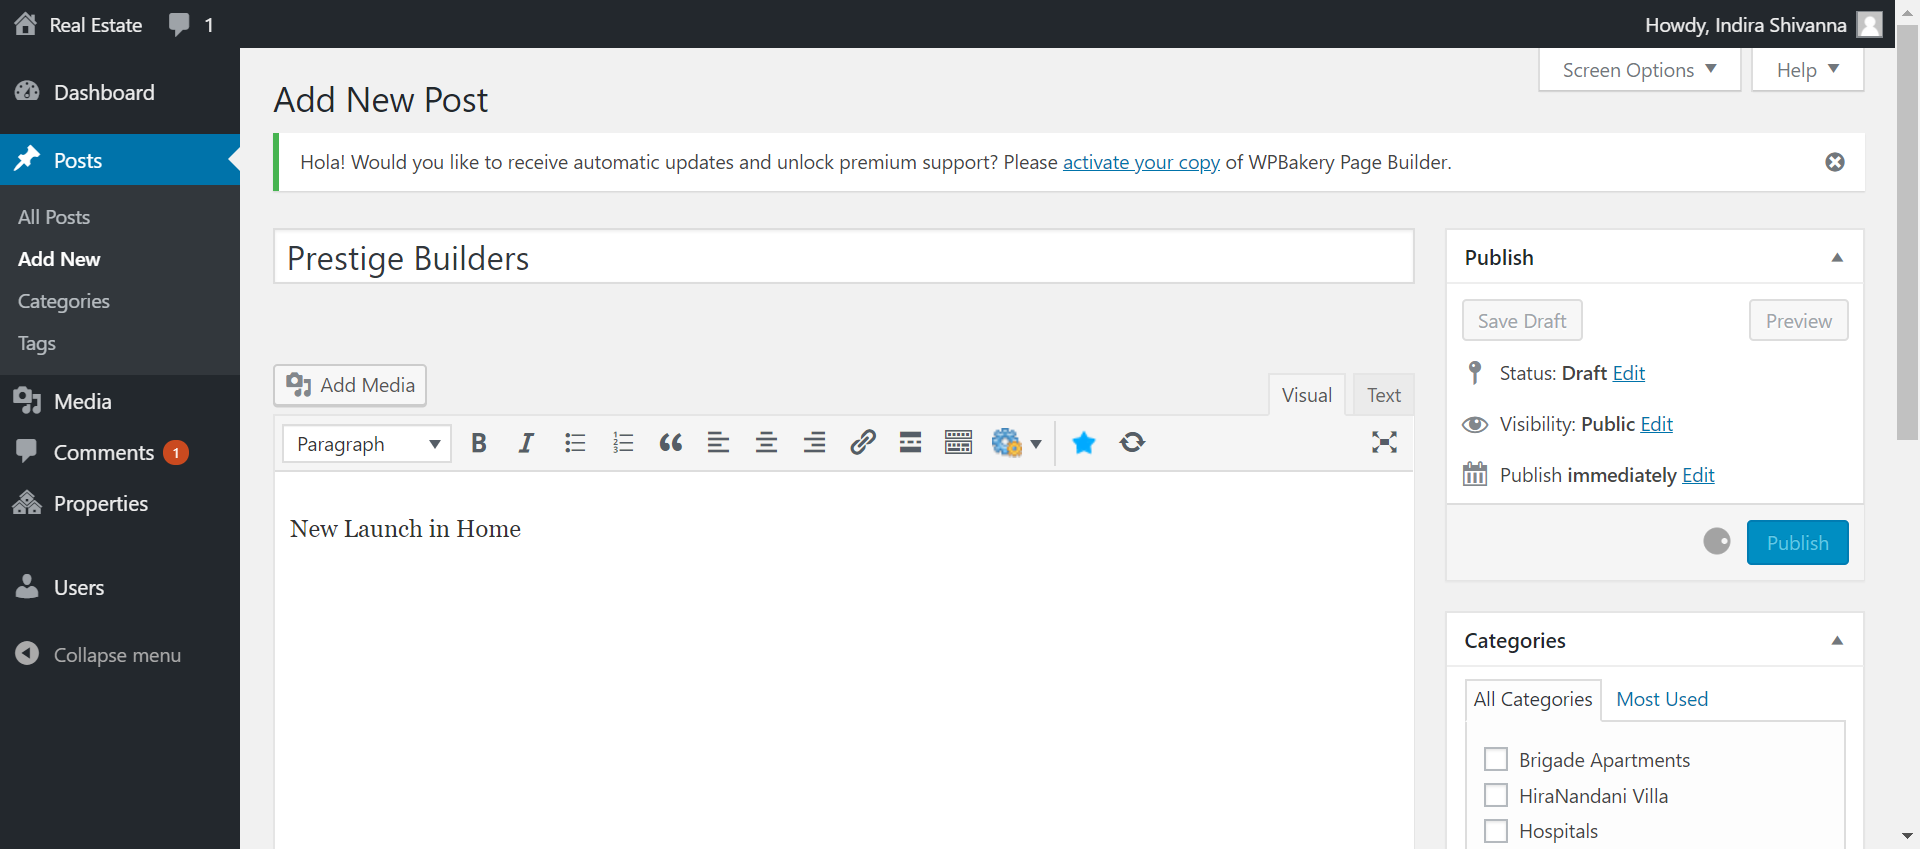 Real Estate 1 Howdy, Indira Shivanna
Dashboard
Posts
All Posts
Add New
Categories
Tags
Media
Comments 1
Properties
Users
Collapse menu
Screen Options Help
Add New Post
Hola! Would you like to receive automatic updates and unlock premium support? Please activate your copy of WPBakery Page Builder.
Prestige Builders
Add Media
Visual Text
Paragraph
New Launch in Home
Publish
Save Draft Preview
Status: Draft Edit
Visibility: Public Edit
Publish immediately Edit
Publish
Categories
All Categories Most Used
Brigade Apartments
HiraNandani Villa
Hospitals